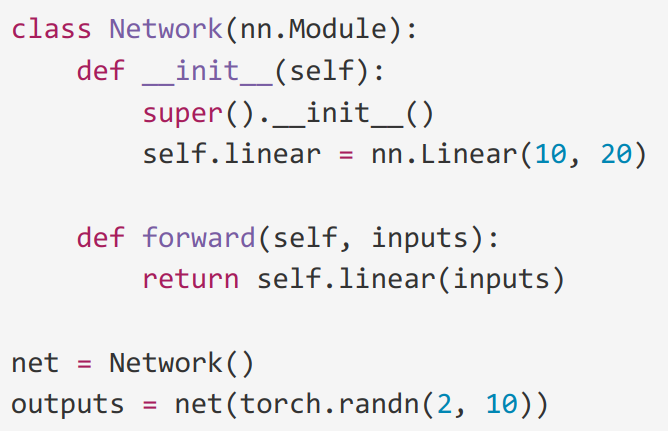 class Network(nn.Module):
    def __init__(self):
        super().__init__()
        self.linear = nn.Linear(10, 20)

    def forward(self, inputs):
        return self.linear(inputs)

net = Network()
outputs = net(torch.randn(2, 10))